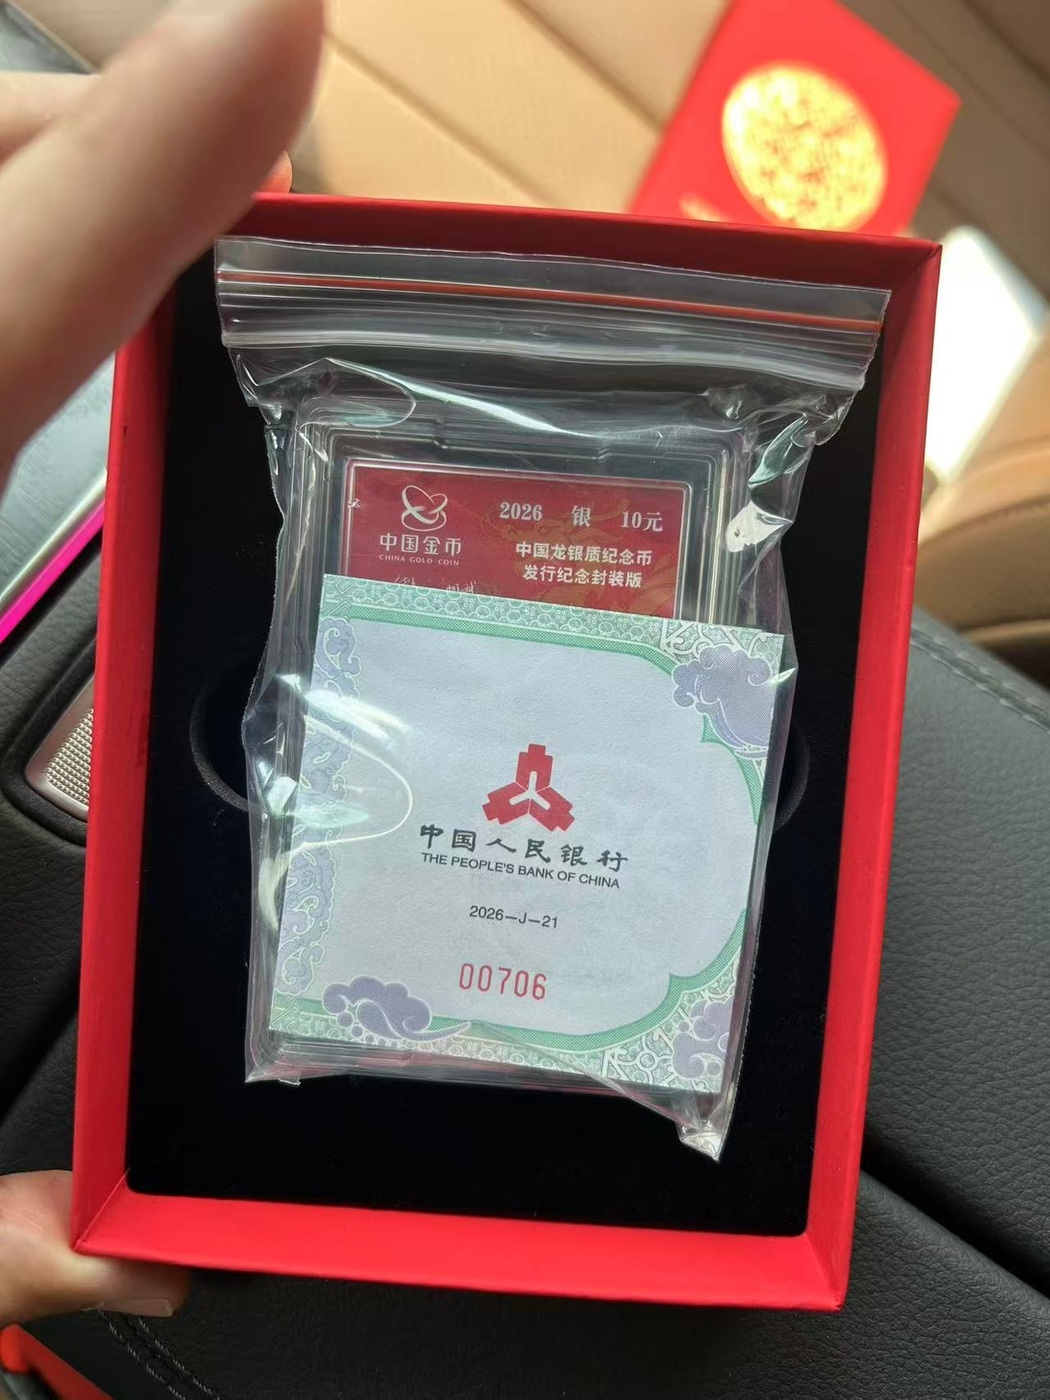 中国金币
CHINA GOLD COIN
2026 银 10元
中国龙银质纪念币
发行纪念封装版
中国人民银行
THE PEOPLE'S BANK OF CHINA
2026—J—21
00706